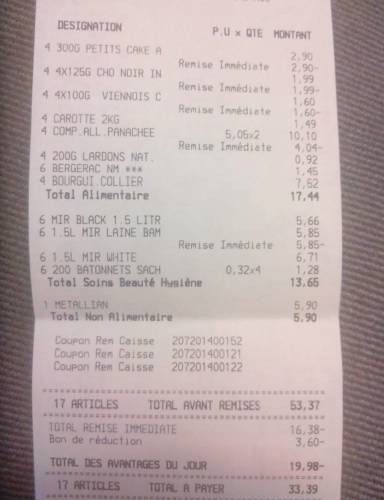 DESIGNATION P.U x QTE MONTANT
4 300G PETITS CAKE A 2,90
Remise Immédiate 2,90-
4 4X125G CHO NOIR IN 1,99
Remise Immédiate 1,99-
4 4X100G VIENNOIS C 1,60
Remise Immédiate 1,60-
4 CAROTTE 2KG 1,49
4 COMP.ALL.PANACHEE 5,05x2 10,10
Remise Immédiate 4,04-
4 200G LARDONS NAT. 0,92
6 BERGERAC NM *** 1,45
4 BOURGUI.COLLIER 7,52
Total Alimentaire 17,44
6 MIR BLACK 1.5 LITR 5,66
6 1.5L MIR LAINE BAM 5,85
Remise Immédiate 5,85-
6 1.5L MIR WHITE 6,71
6 200 BATONNETS SACH 0,32x4 1,28
Total Soins Beauté Hygiène 13,65
1 METALLIAN 5,90
Total Non Alimentaire 5,90
Coupon Rem Caisse 207201400152
Coupon Rem Caisse 207201400121
Coupon Rem Caisse 207201400122
17 ARTICLES TOTAL AVANT REMISES 53,37
TOTAL REMISE IMMEDIATE 16,38-
Bon de réduction 3,60-
TOTAL DES AVANTAGES DU JOUR 19,98-
17 ARTICLES TOTAL A PAYER 33,39